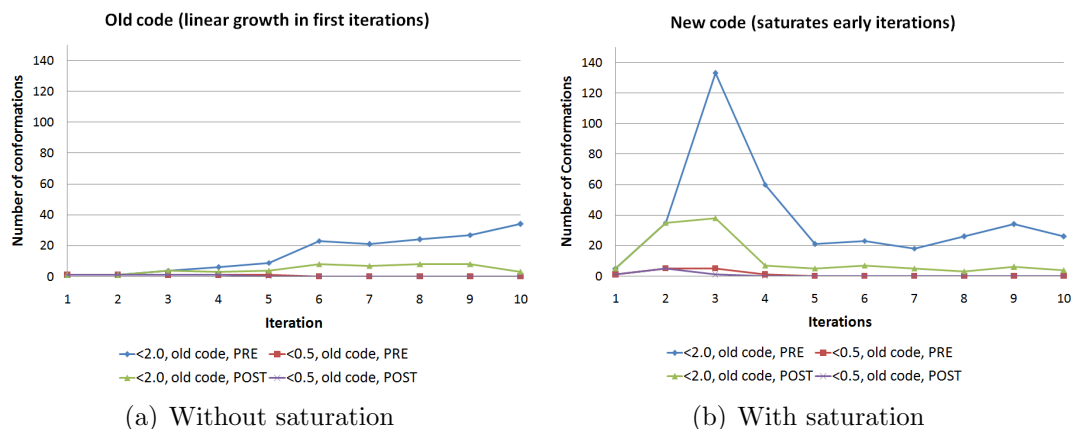 Old code (linear growth in first iterations)
Number of conformations
140
120
100
80
60
40
20
0
1 2 3 4 5 6 7 8 9 10
Iteration
<2.0, old code, PRE <0.5, old code, PRE
<2.0, old code, POST <0.5, old code, POST
(a) Without saturation
New code (saturates early iterations)
Number of Conformations
140
120
100
80
60
40
20
0
1 2 3 4 5 6 7 8 9 10
Iterations
<2.0, old code, PRE <0.5, old code, PRE
<2.0, old code, POST <0.5, old code, POST
(b) With saturation